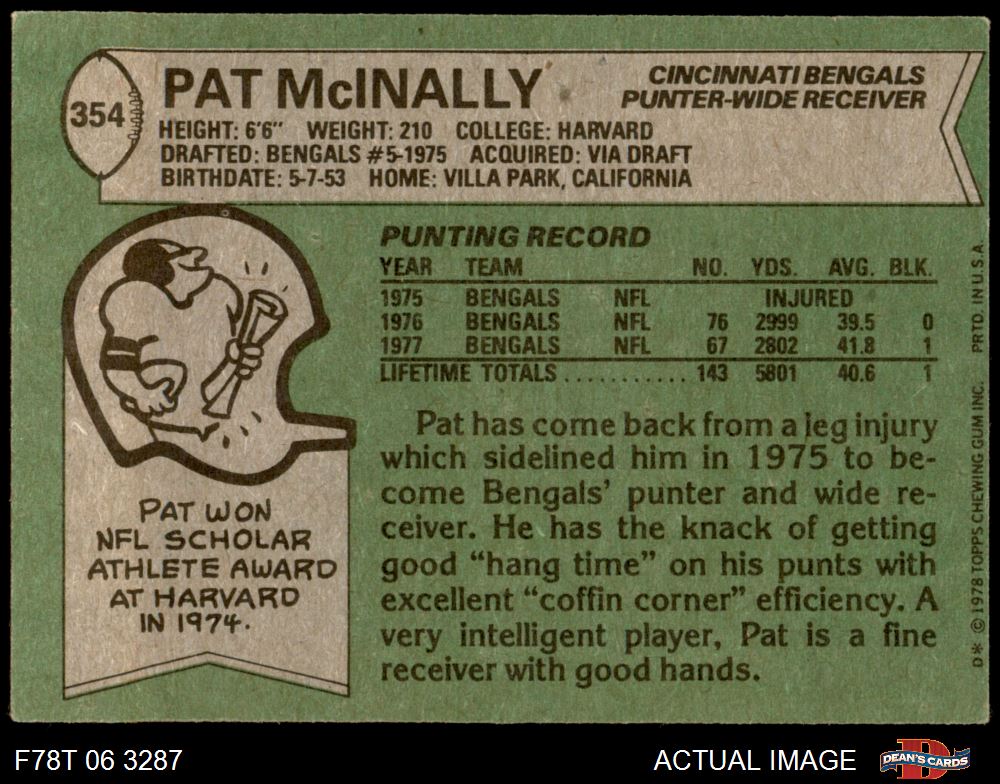 354
PAT McINALLY
CINCINNATI BENGALS
PUNTER-WIDE RECEIVER
HEIGHT: 6'6" WEIGHT: 210 COLLEGE: HARVARD
DRAFTED: BENGALS #5-1975 ACQUIRED: VIA DRAFT
BIRTHDATE: 5-7-53 HOME: VILLA PARK, CALIFORNIA
PUNTING RECORD
YEAR TEAM NO. YDS. AVG. BLK.
1975 BENGALS NFL INJURED
1976 BENGALS NFL 76 2999 39.5 0
1977 BENGALS NFL 67 2802 41.8 1
LIFETIME TOTALS ........... 143 5801 40.6 1
Pat has come back from a leg injury
which sidelined him in 1975 to be-
come Bengals' punter and wide re-
ceiver. He has the knack of getting
good "hang time" on his punts with
excellent "coffin corner" efficiency. A
very intelligent player, Pat is a fine
receiver with good hands.
PAT WON
NFL SCHOLAR
ATHLETE AWARD
AT HARVARD
IN 1974.
D* © 1978 TOPPS CHEWING GUM INC. PRTD. IN U.S.A.
F78T 06 3287
ACTUAL IMAGE
DEAN'S CARDS